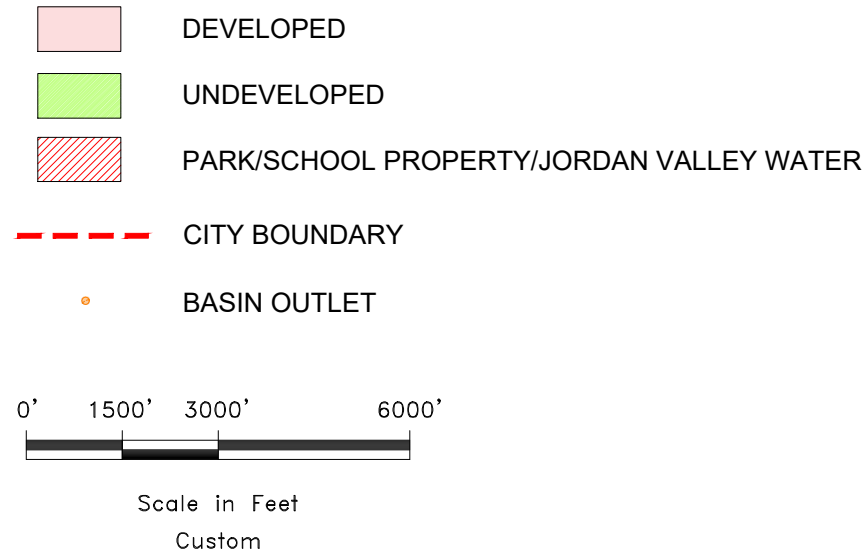 DEVELOPED
UNDEVELOPED
PARK/SCHOOL PROPERTY/JORDAN VALLEY WATER
CITY BOUNDARY
BASIN OUTLET
0' 1500' 3000' 6000'
Scale in Feet
Custom